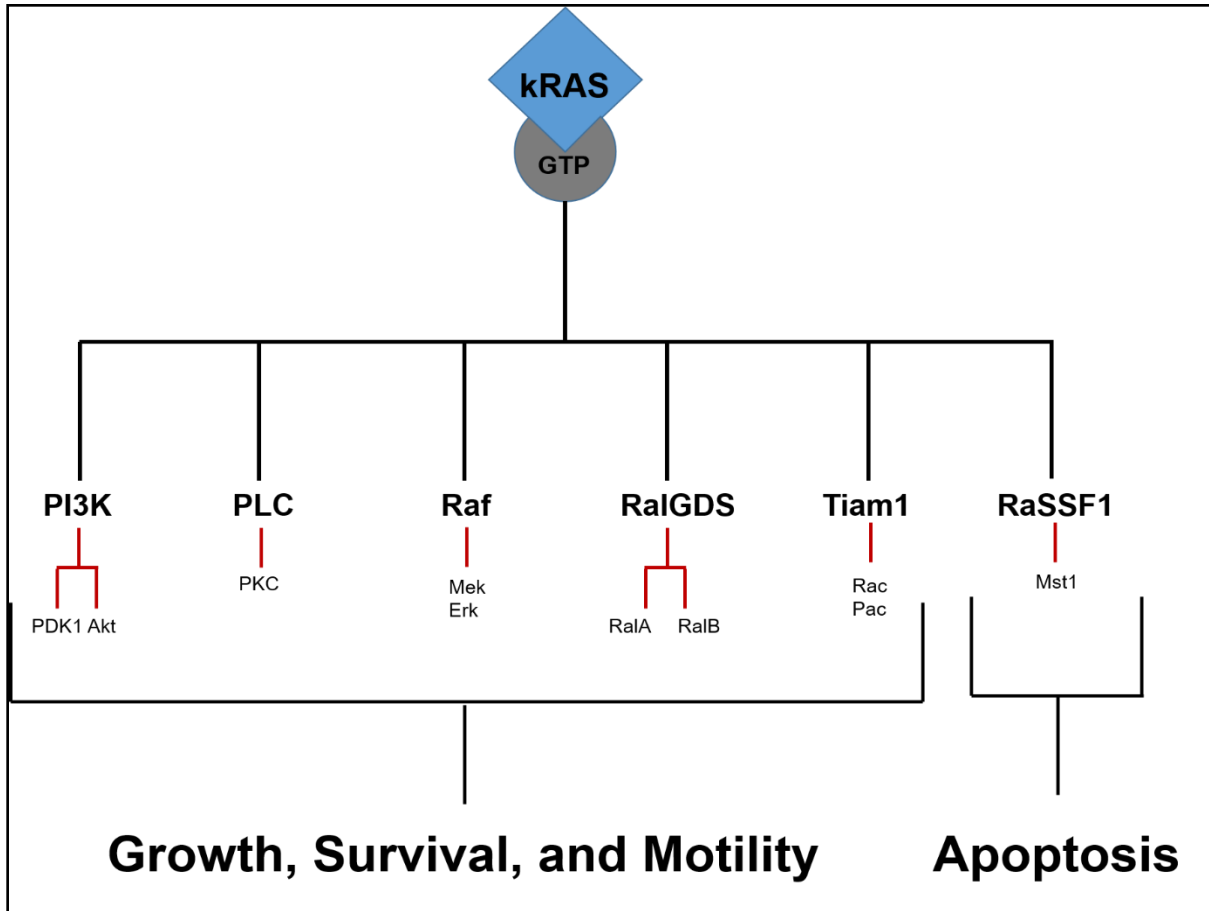 kRAS
GTP
PI3K PLC Raf RalGDS Tiam1 RaSSF1
PDK1 Akt
PKC
Mek
Erk
RalA RalB
Rac
Pac
Mst1
Growth, Survival, and Motility
Apoptosis